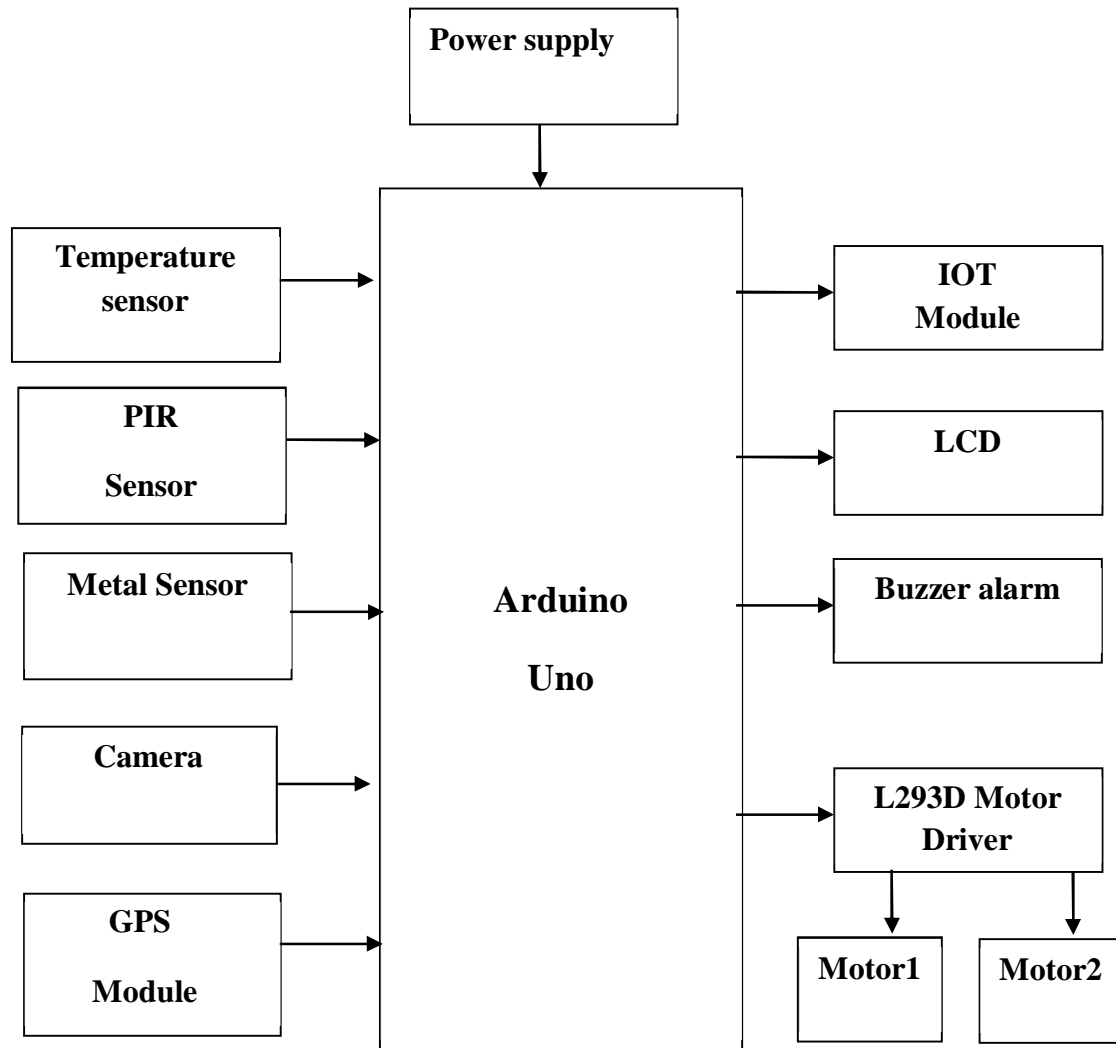 Power supply
Temperature
sensor
PIR
Sensor
Metal Sensor
Camera
GPS
Module
Arduino
Uno
IOT
Module
LCD
Buzzer alarm
L293D Motor
Driver
Motor1
Motor2